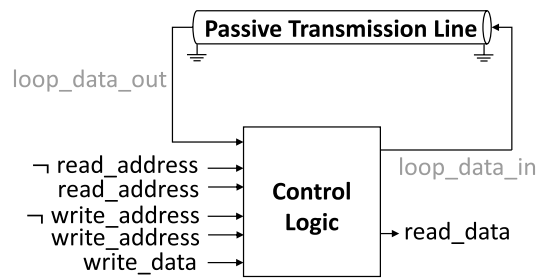 Passive Transmission Line
loop_data_out
loop_data_in
¬ read_address
read_address
¬ write_address
write_address
write_data
Control
Logic
read_data